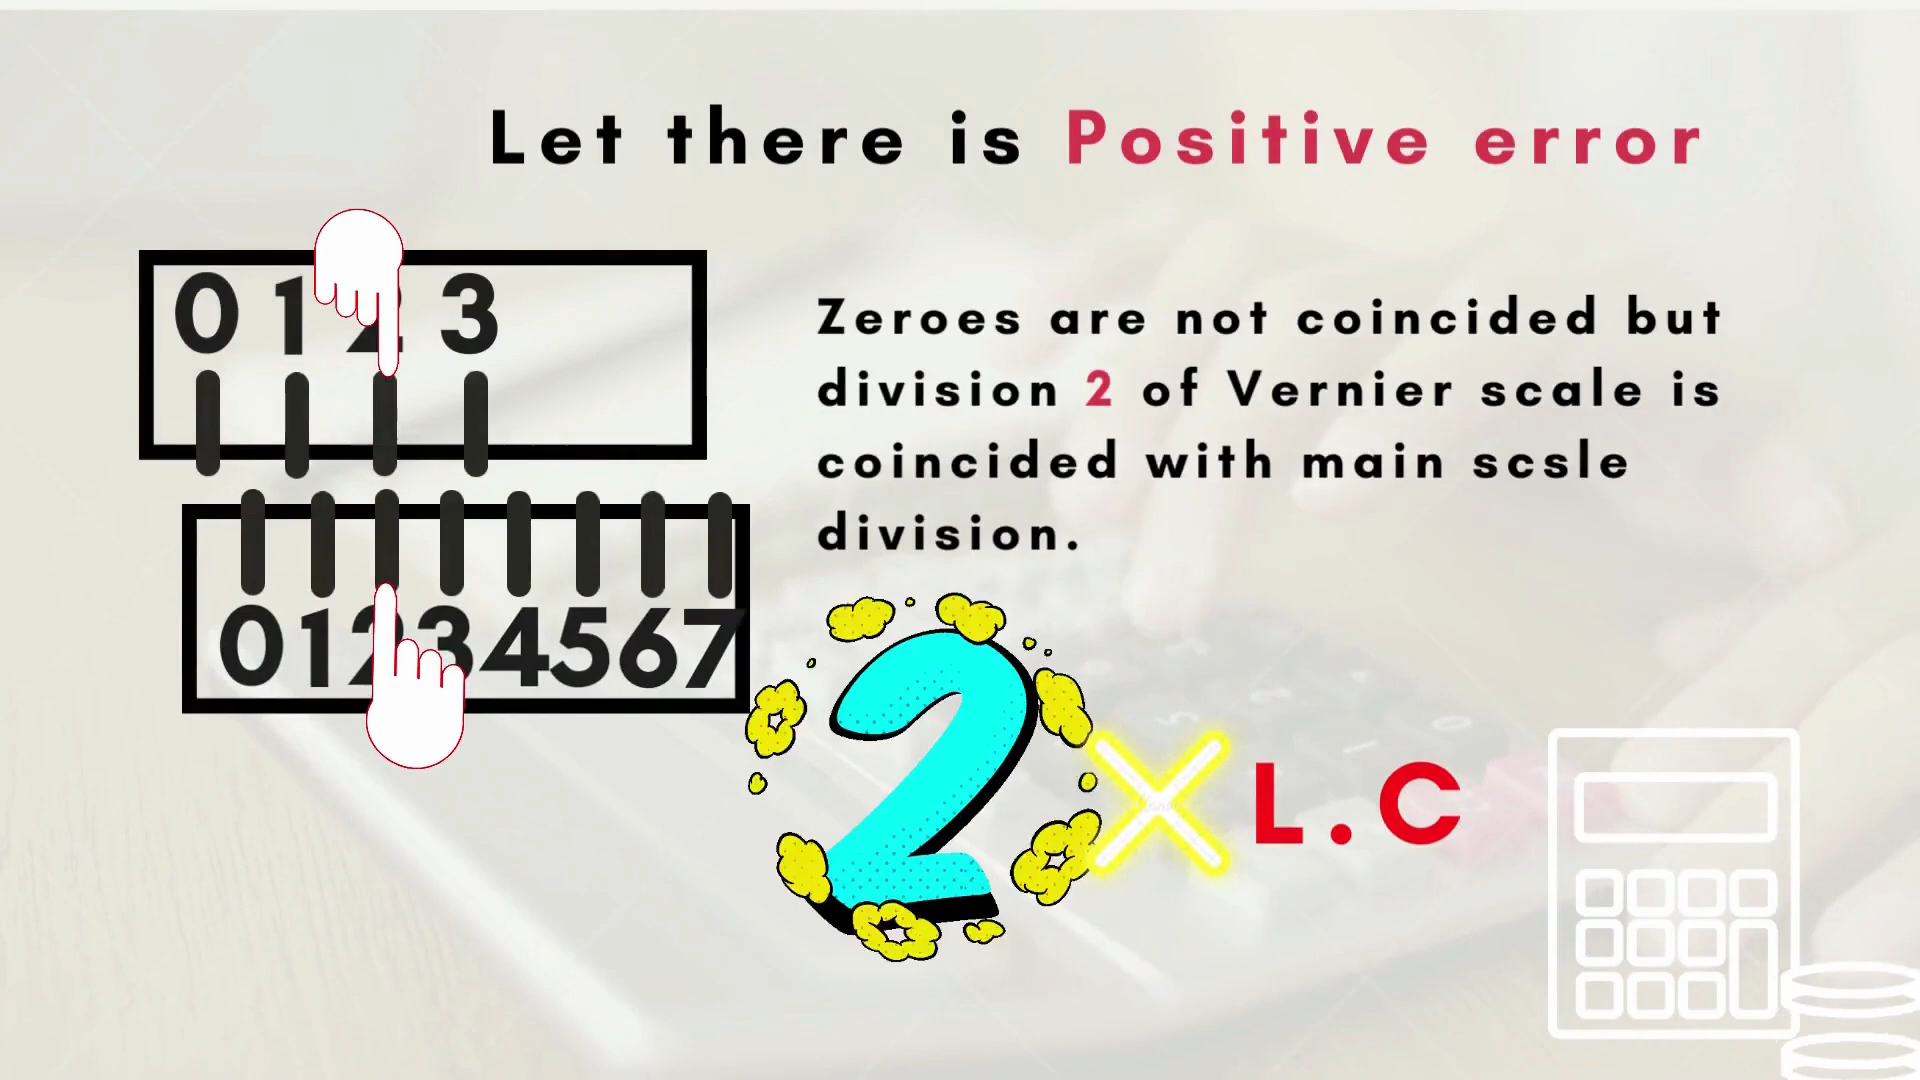 Let there is Positive error
0 1 2 3
Zeroes are not coincided but
division 2 of Vernier scale is
coincided with main scsle
division.
01234567
2 X L.C